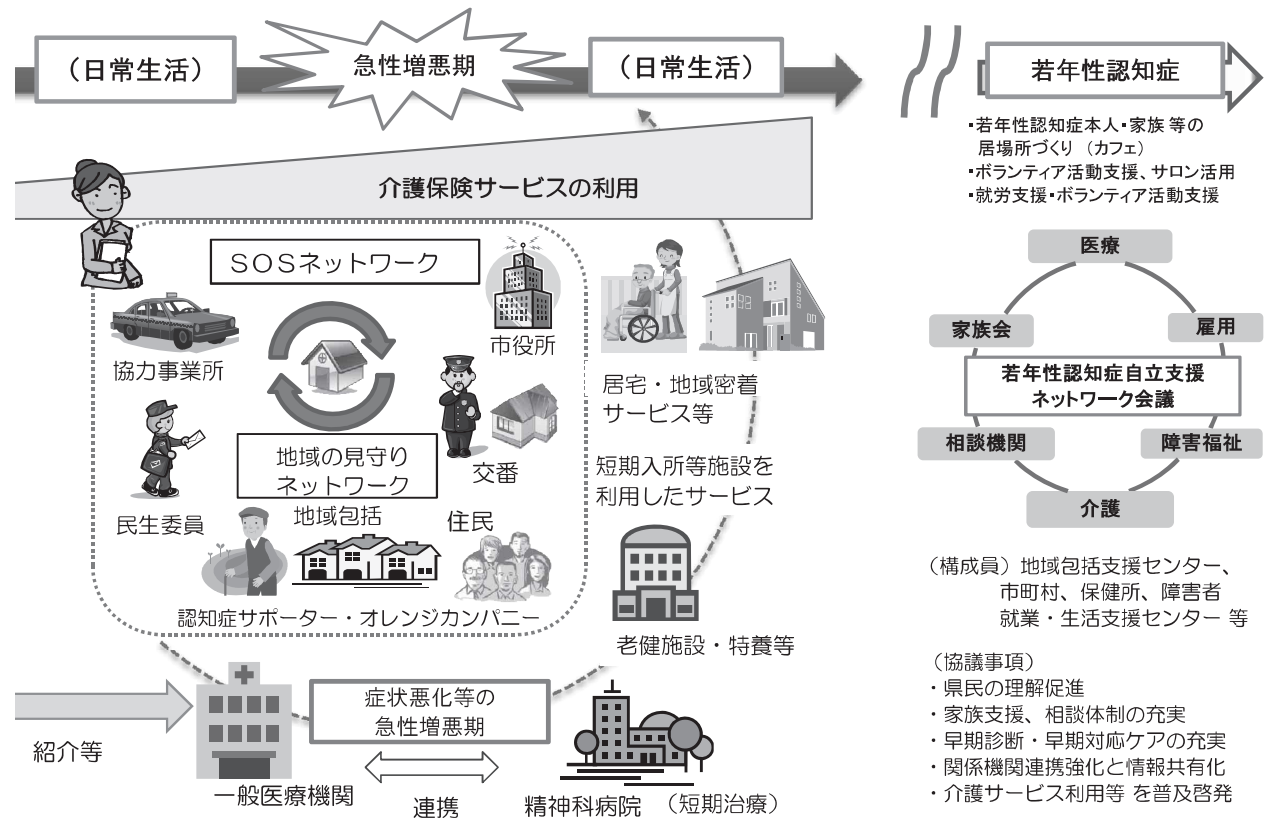 （日常生活）
急性増悪期
（日常生活）
介護保険サービスの利用
SOSネットワーク
市役所
協力事業所
地域の見守り
ネットワーク
交番
民生委員
地域包括
住民
認知症サポーター・オレンジカンパニー
居宅・地域密着
サービス等
短期入所等施設を
利用したサービス
老健施設・特養等
紹介等
一般医療機関
症状悪化等の
急性増悪期
連携
精神科病院
（短期治療）
若年性認知症
・若年性認知症本人・家族 等の
居場所づくり （カフェ）
・ボランティア活動支援、サロン活用
・就労支援・ボランティア活動支援
医療
家族会
雇用
若年性認知症自立支援
ネットワーク会議
相談機関
障害福祉
介護
（構成員）地域包括支援センター、
市町村、保健所、障害者
就業・生活支援センター 等
（協議事項）
・県民の理解促進
・家族支援、相談体制の充実
・早期診断・早期対応ケアの充実
・関係機関連携強化と情報共有化
・介護サービス利用等 を普及啓発